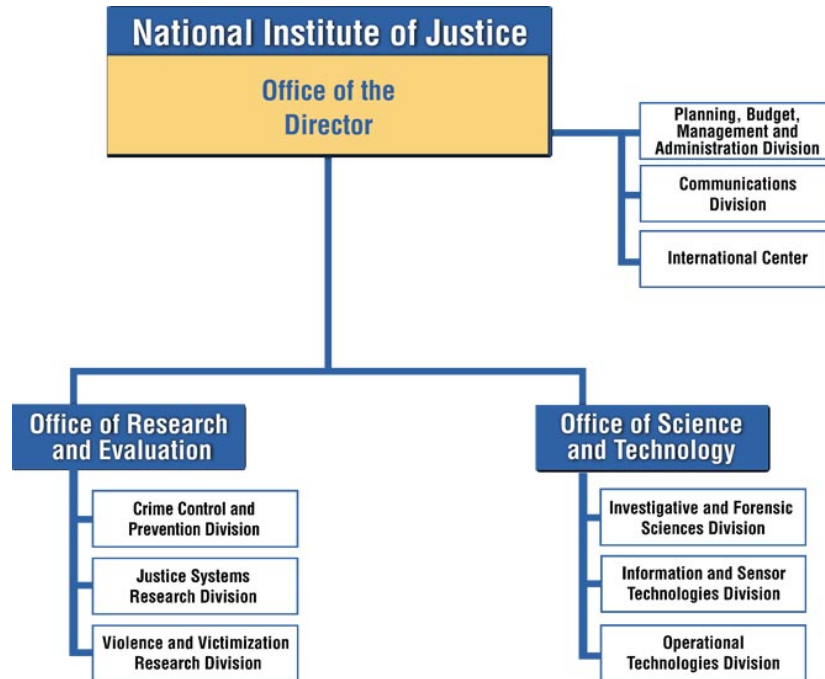 National Institute of Justice
Office of the
Director
Planning, Budget,
Management and
Administration Division
Communications
Division
International Center
Office of Research
and Evaluation
Crime Control and
Prevention Division
Justice Systems
Research Division
Violence and Victimization
Research Division
Office of Science
and Technology
Investigative and Forensic
Sciences Division
Information and Sensor
Technologies Division
Operational
Technologies Division